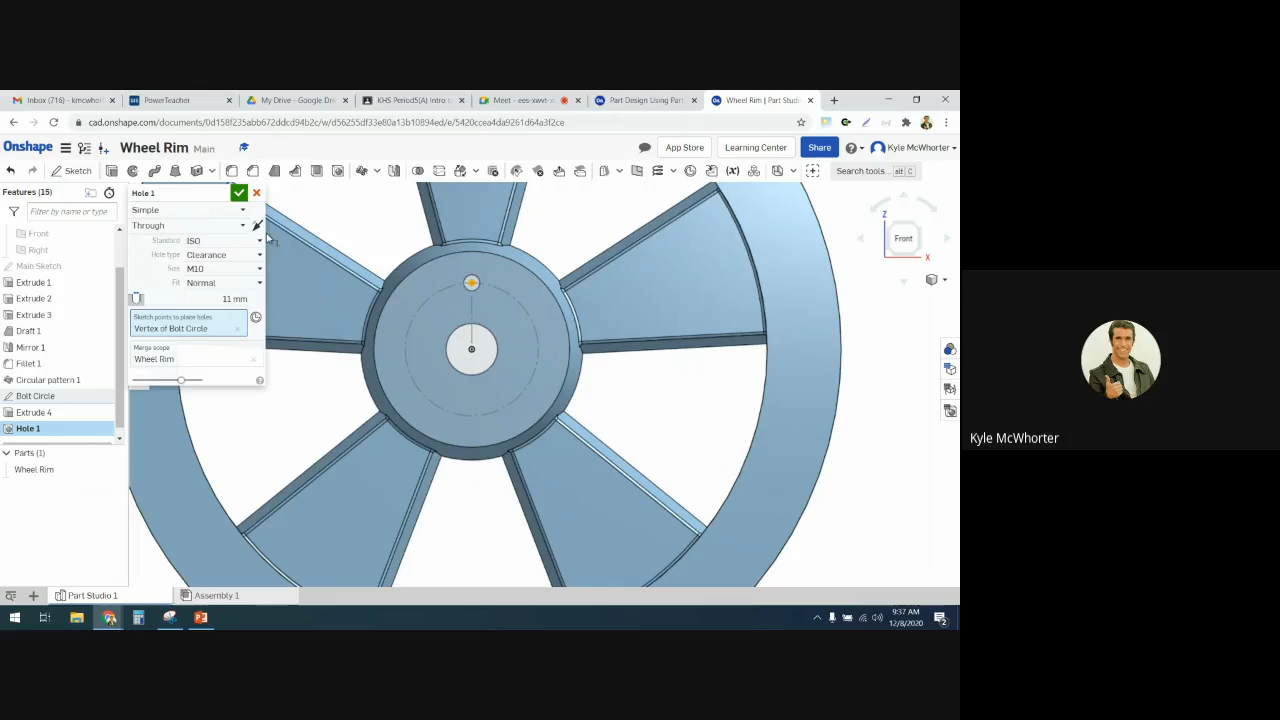 Inbox (716) - kmcwhor
PowerTeacher
My Drive - Google Dri
KHS Period5(A) Intro to
Meet - ees-xwvt-x
Part Design Using Part
Wheel Rim | Part Studio
cad.onshape.com/documents/0d158f235abb672ddcd94b2c/w/d56255df33e80a13b10894ed/e/5420ccea4da9261d64a3f2ce
Onshape
Wheel Rim Main
App Store
Learning Center
Share
Kyle McWhorter
Sketch
Search tools...
alt C
Features (15)
Filter by name or type
Front
Right
Main Sketch
Extrude 1
Extrude 2
Extrude 3
Draft 1
Mirror 1
Fillet 1
Circular pattern 1
Bolt Circle
Extrude 4
Hole 1
Parts (1)
Wheel Rim
Hole 1
Simple
Through
Standard ISO
Hole type Clearance
Size M10
Fit Normal
11 mm
Sketch points to place holes
Vertex of Bolt Circle
Merge scope
Wheel Rim
Z
Front
X
Kyle McWhorter
Part Studio 1
Assembly 1
9:37 AM
12/8/2020
2